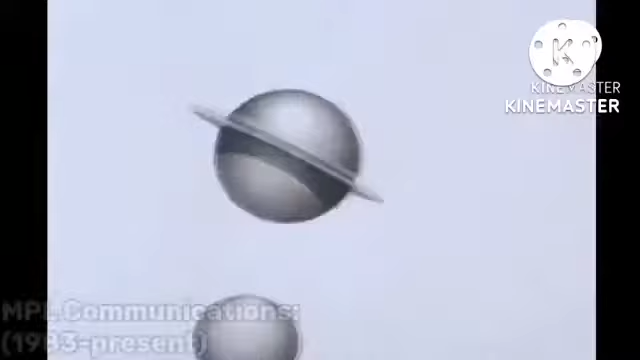 K
KINEMASTER
KINEMASTER
MPL Communications:
(1983-present)